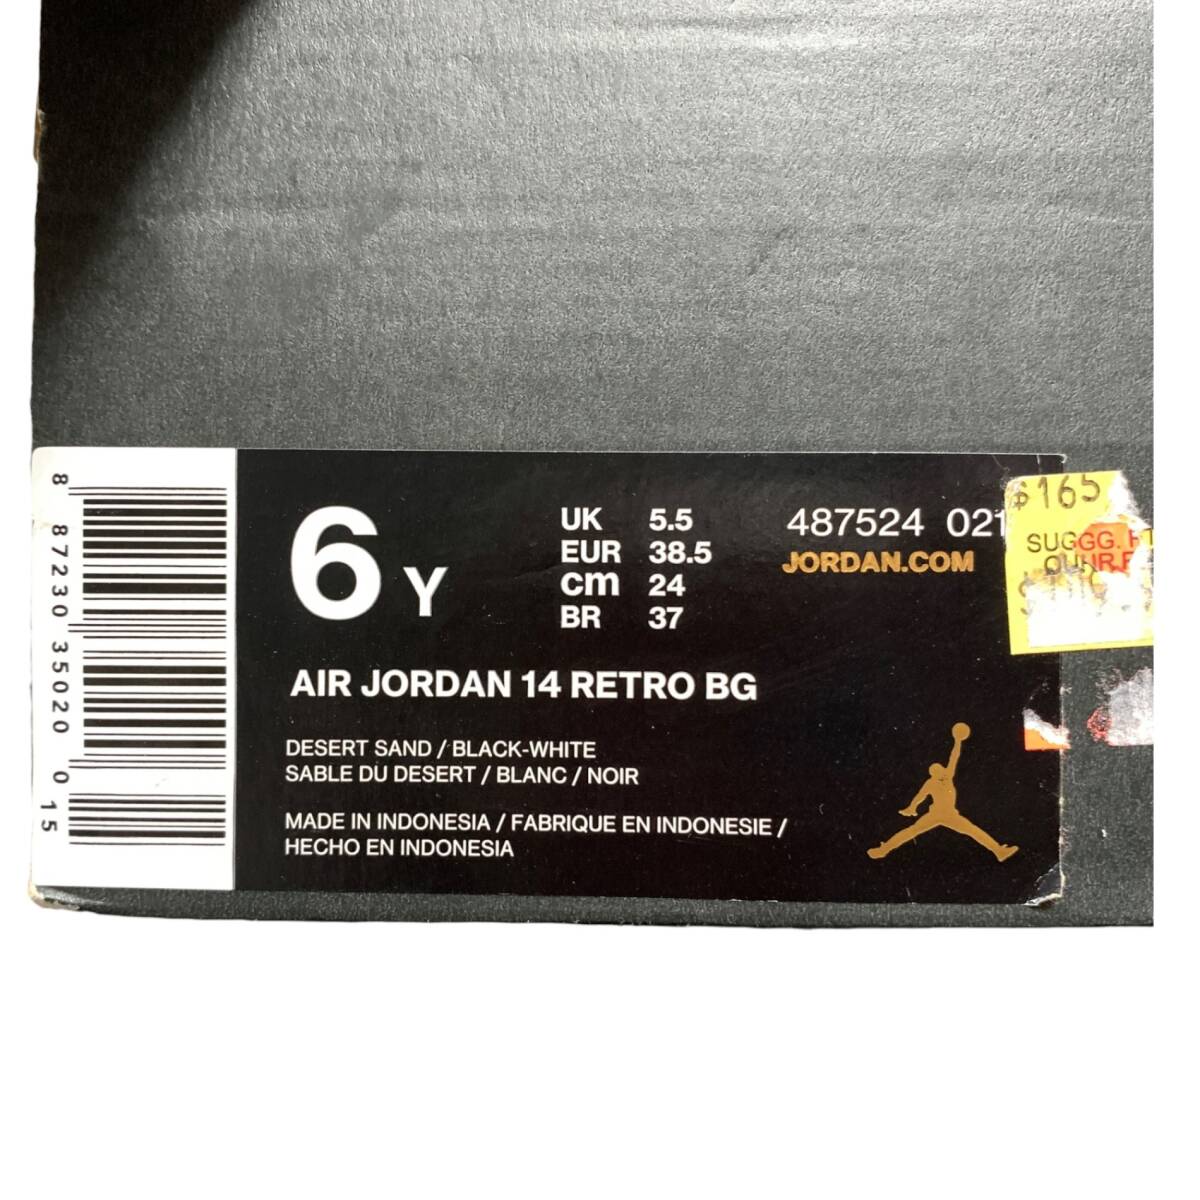 8 87230 35020 0 15
6 Y
UK 5.5
EUR 38.5
cm 24
BR 37
487524 021
JORDAN.COM
$165
AIR JORDAN 14 RETRO BG
DESERT SAND / BLACK-WHITE
SABLE DU DESERT / BLANC / NOIR
MADE IN INDONESIA / FABRIQUE EN INDONESIE /
HECHO EN INDONESIA